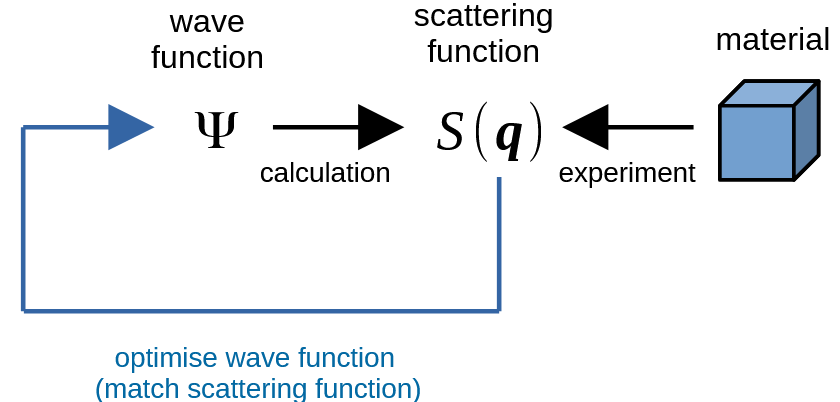 wave
function
scattering
function
material
Ψ
S(q)
calculation
experiment
optimise wave function
(match scattering function)